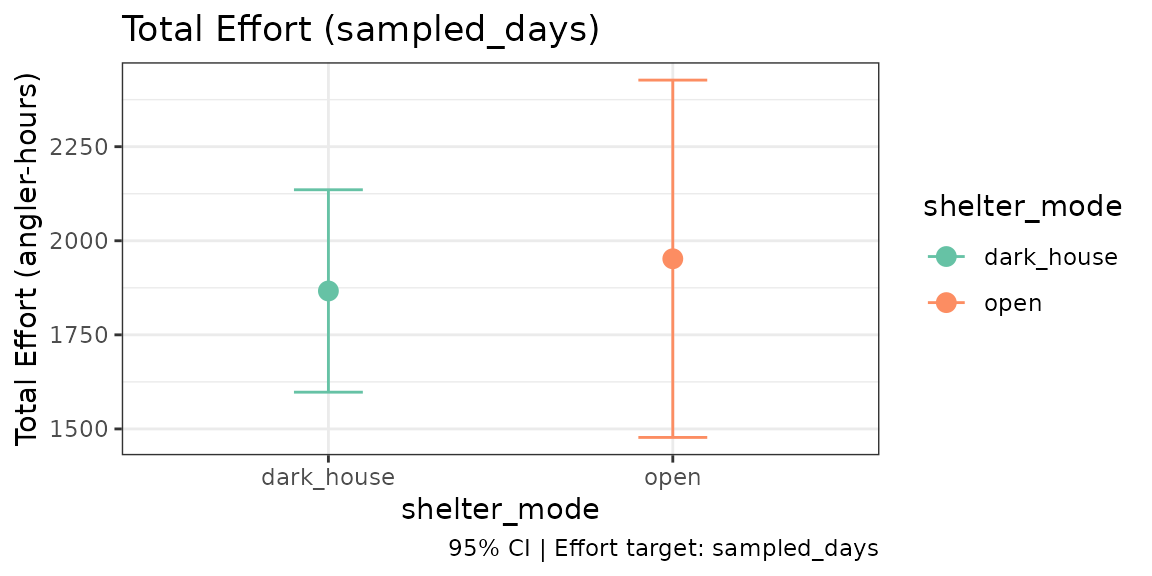 Total Effort (sampled_days)
Total Effort (angler-hours)
2250
2000
1750
1500
dark_house
open
shelter_mode
95% CI | Effort target: sampled_days
shelter_mode
dark_house
open